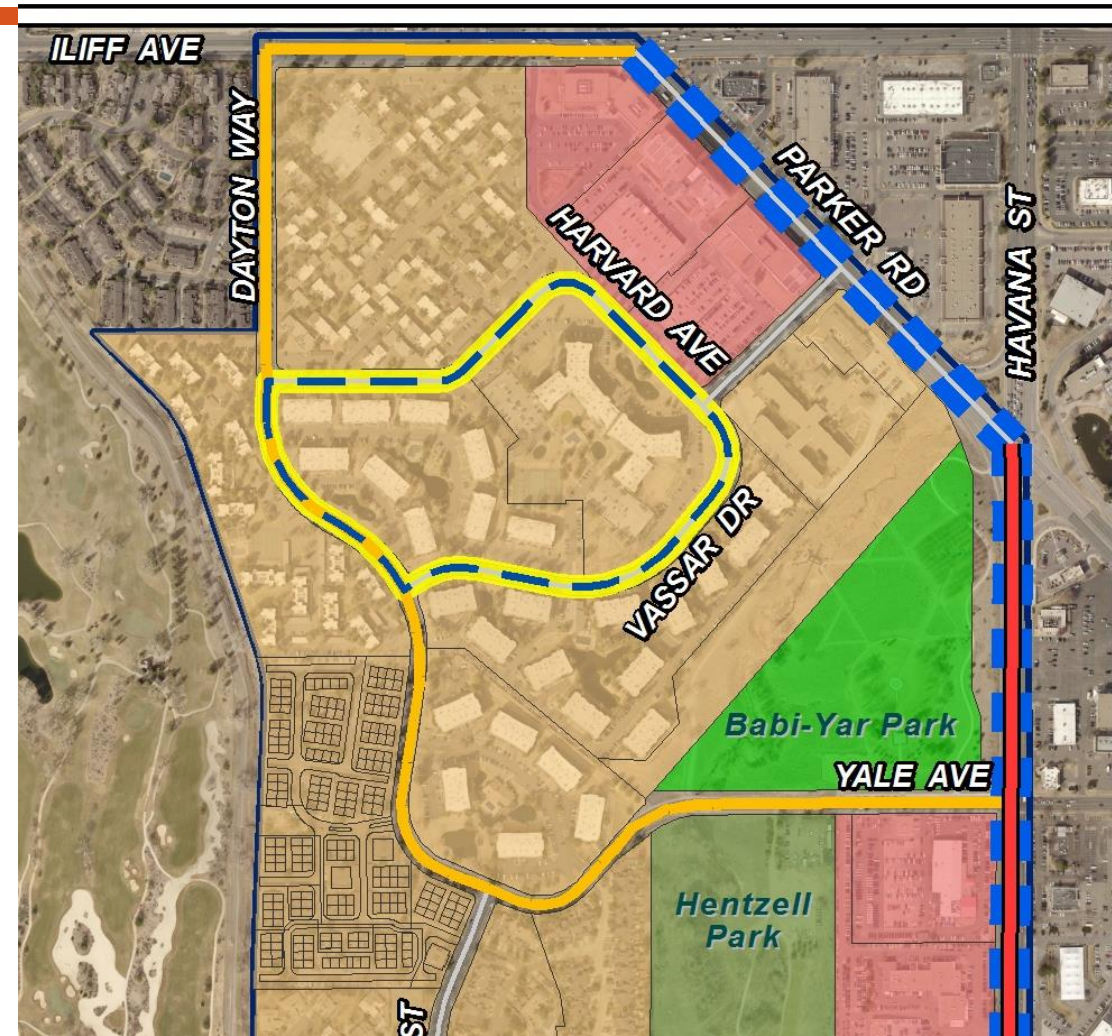 ILIFF AVE
DAYTON WAY
PARKER RD
HAVANA ST
HARVARD AVE
VASSAR DR
Babi-Yar Park
YALE AVE
Hentzell
Park
ST